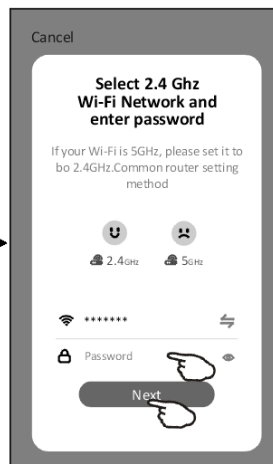 Cancel
Select 2.4 Ghz
Wi-Fi Network and
enter password
If your Wi-Fi is 5GHz, please set it to
bo 2.4GHz.Common router setting
method
2.4GHz 5GHz
*******
Password
Next